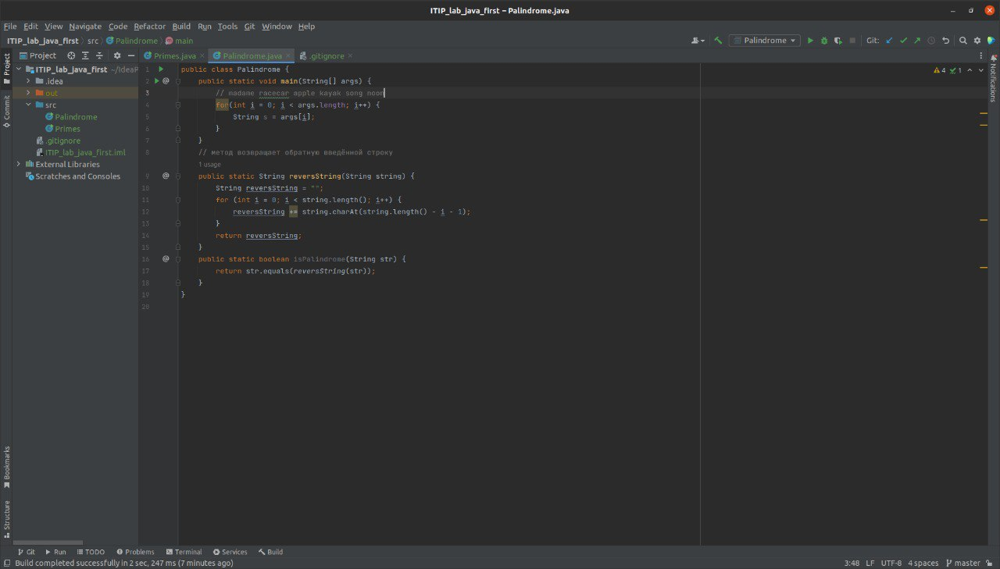 ITIP_lab_java_first – Palindrome.java
File Edit View Navigate Code Refactor Build Run Tools Git Window Help
ITIP_lab_java_first src Palindrome main
Palindrome Git:
Project Primes.java Palindrome.java .gitignore
ITIP_lab_java_first ~/IdeaP
.idea
out
src
Palindrome
Primes
.gitignore
ITIP_lab_java_first.iml
External Libraries
Scratches and Consoles
Project
Commit
Bookmarks
Structure
Notifications
4 1
1 public class Palindrome {
2 public static void main(String[] args) {
3 // madame racecar apple kayak song noon
4 for(int i = 0; i < args.length; i++) {
5 String s = args[i];
6 }
7 }
8 // метод возвращает обратную введённой строку
1 usage
9 public static String reversString(String string) {
10 String reversString = "";
11 for (int i = 0; i < string.length(); i++) {
12 reversString += string.charAt(string.length() - i - 1);
13 }
14 return reversString;
15 }
16 public static boolean isPalindrome(String str) {
17 return str.equals(reversString(str));
18 }
19 }
20
Git Run TODO Problems Terminal Services Build
Build completed successfully in 2 sec, 247 ms (7 minutes ago)
3:48 LF UTF-8 4 spaces master